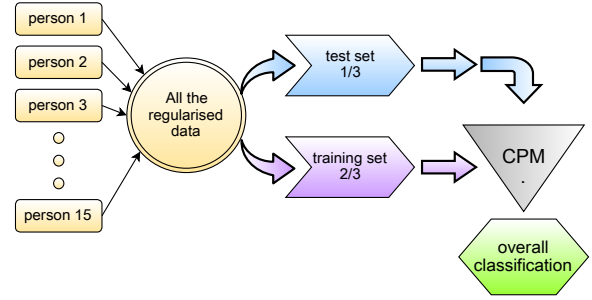 person 1
person 2
person 3
person 15
All the
regularised
data
test set
1/3
training set
2/3
CPM
.
overall
classification